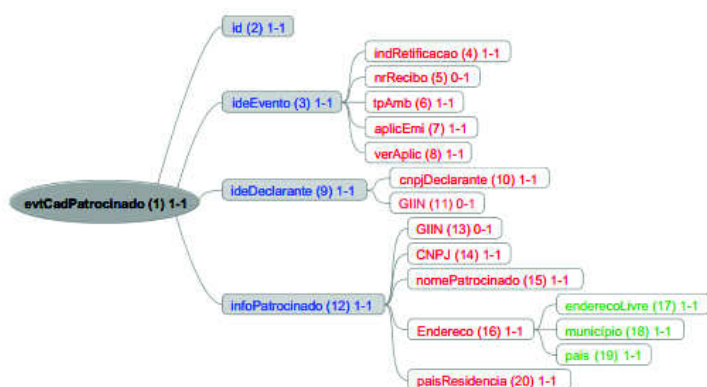 id (2) 1-1
indRetificacao (4) 1-1
nrRecibo (5) 0-1
ideEvento (3) 1-1
tpAmb (6) 1-1
aplicEmi (7) 1-1
verAplic (8) 1-1
cnpjDeclarante (10) 1-1
ideDeclarante (9) 1-1
evtCadPatrocinado (1) 1-1
GIIN (11) 0-1
GIIN (13) 0-1
CNPJ (14) 1-1
nomePatrocinado (15) 1-1
infoPatrocinado (12) 1-1
enderecoLivre (17) 1-1
Endereco (16) 1-1
município (18) 1-1
pais (19) 1-1
paisResidencia (20) 1-1